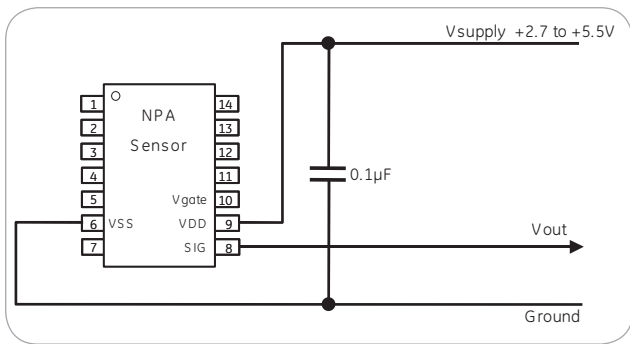 Vsupply +2.7 to +5.5V
NPA
Sensor
1
2
3
4
5
6
7
14
13
12
11
10
9
8
Vgate
VSS
VDD
SIG
0.1µF
Vout
Ground